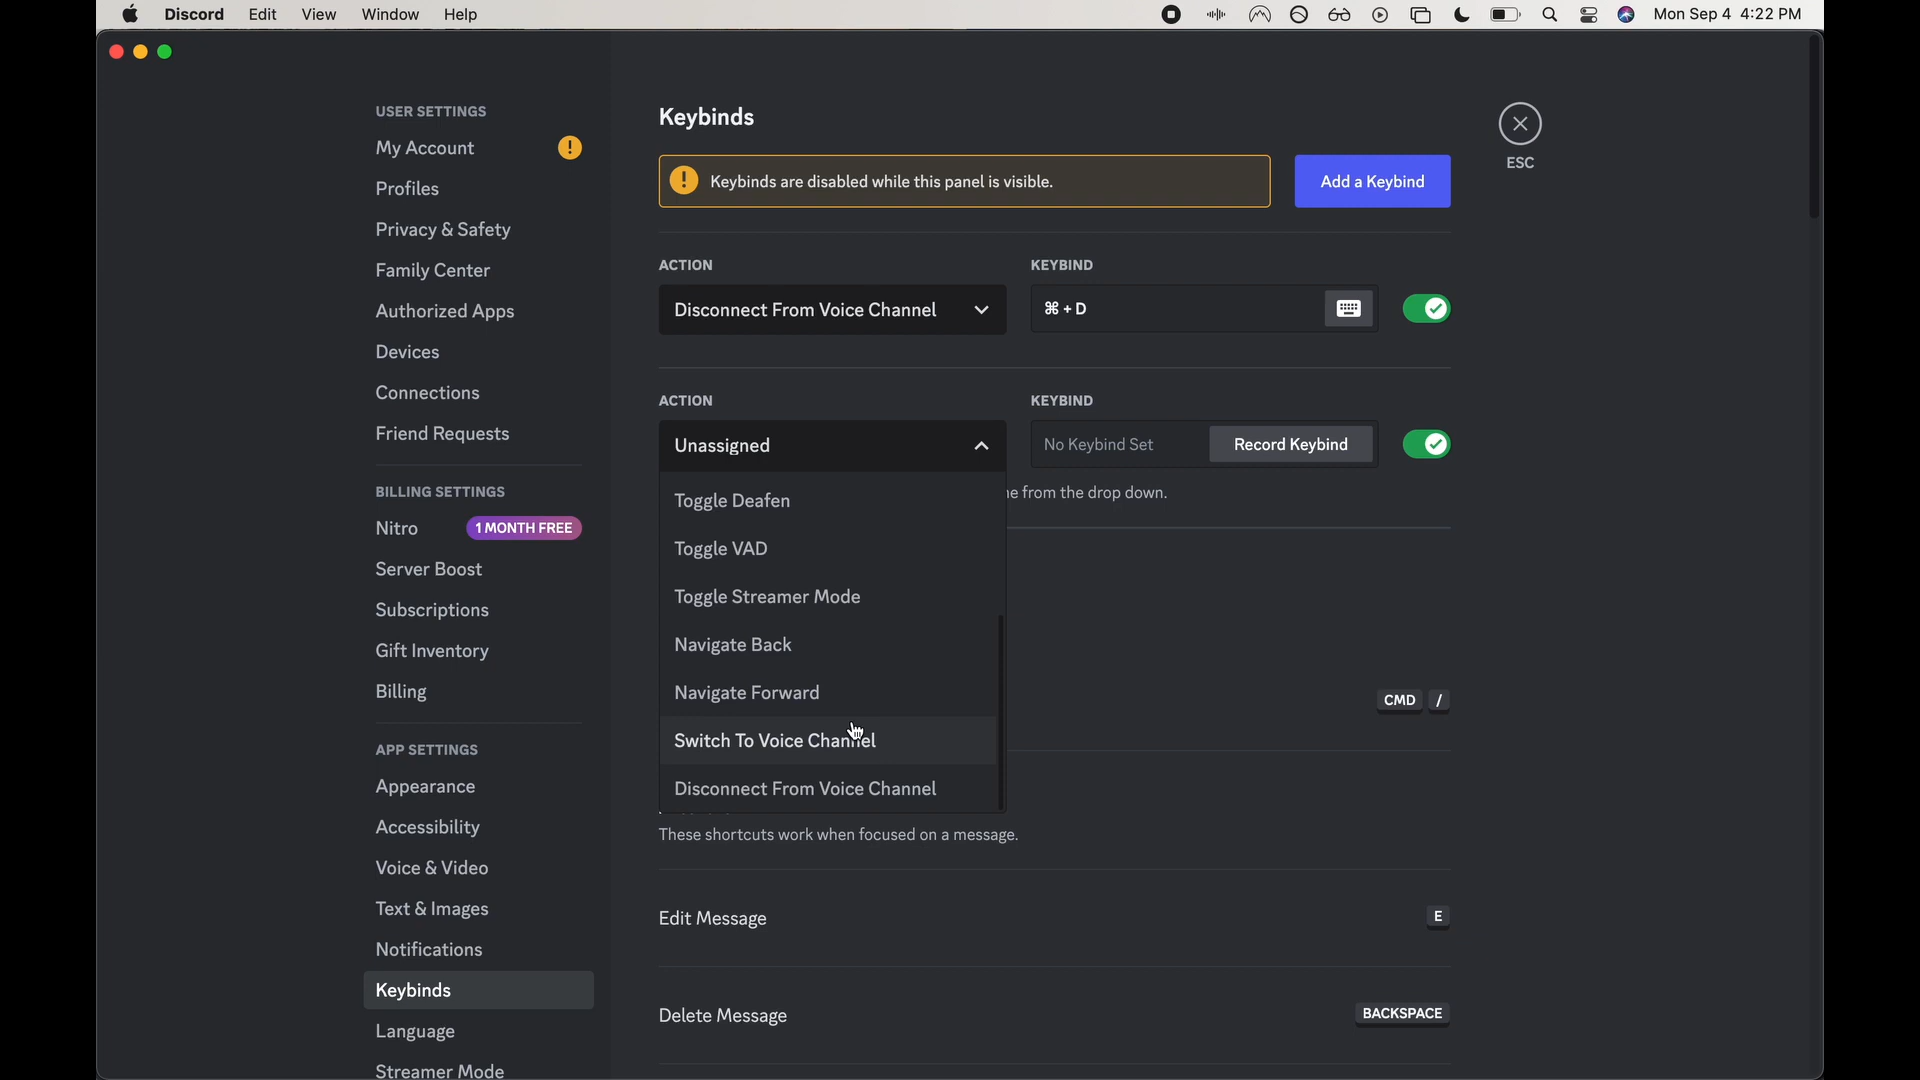 Discord Edit View Window Help
Mon Sep 4 4:22 PM
USER SETTINGS
My Account
Profiles
Privacy & Safety
Family Center
Authorized Apps
Devices
Connections
Friend Requests
BILLING SETTINGS
Nitro 1 MONTH FREE
Server Boost
Subscriptions
Gift Inventory
Billing
APP SETTINGS
Appearance
Accessibility
Voice & Video
Text & Images
Notifications
Keybinds
Language
Streamer Mode
Keybinds
Keybinds are disabled while this panel is visible.
Add a Keybind
ESC
ACTION KEYBIND
Disconnect From Voice Channel ⌘ + D
ACTION KEYBIND
Unassigned No Keybind Set Record Keybind
from the drop down.
Toggle Deafen
Toggle VAD
Toggle Streamer Mode
Navigate Back
Navigate Forward
Switch To Voice Channel
Disconnect From Voice Channel
CMD /
These shortcuts work when focused on a message.
Edit Message E
Delete Message BACKSPACE